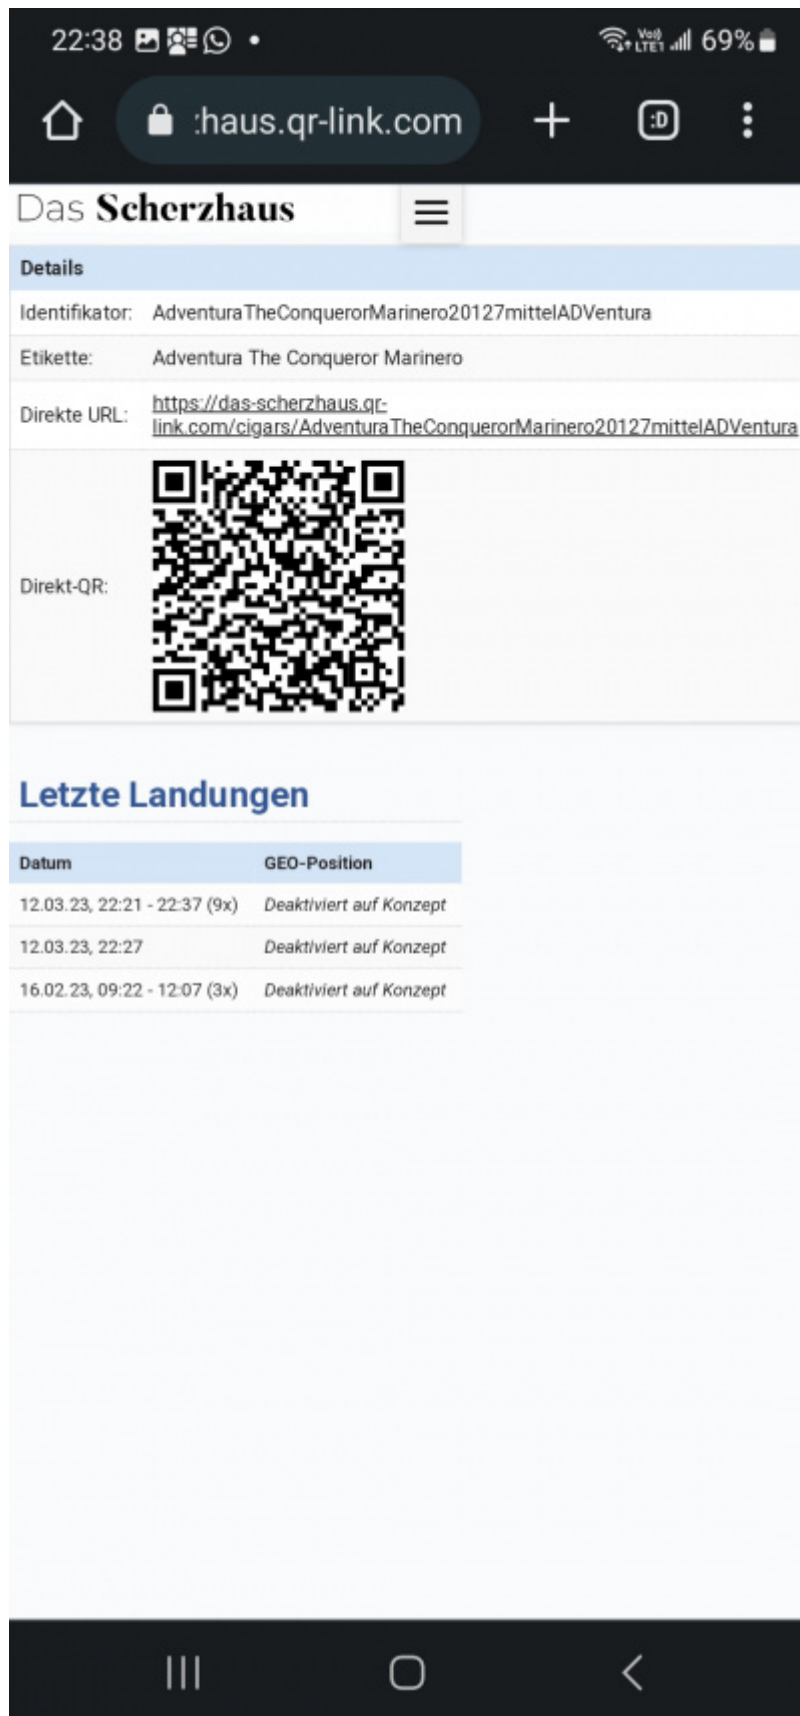 22:38 69%
:haus.qr-link.com :D
Das Scherzhaus
Details
Identifikator: AdventuraTheConquerorMarinero20127mittelADVentura
Etikette: Adventura The Conqueror Marinero
Direkte URL: https://das-scherzhaus.qr-
link.com/cigars/AdventuraTheConquerorMarinero20127mittelADVentura
Direkt-QR:
Letzte Landungen
Datum GEO-Position
12.03.23, 22:21 - 22:37 (9x) Deaktiviert auf Konzept
12.03.23, 22:27 Deaktiviert auf Konzept
16.02.23, 09:22 - 12:07 (3x) Deaktiviert auf Konzept